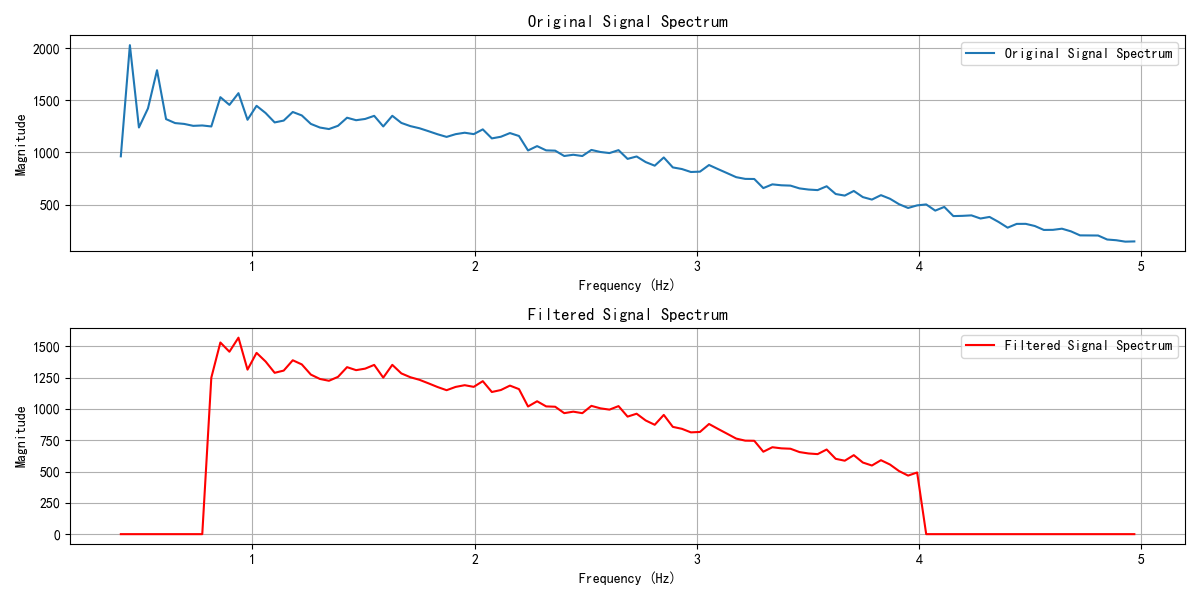 Original Signal Spectrum
2000
1500
1000
500
Magnitude
Original Signal Spectrum
1 2 3 4 5
Frequency (Hz)
Filtered Signal Spectrum
1500
1250
1000
750
500
250
0
Magnitude
Filtered Signal Spectrum
1 2 3 4 5
Frequency (Hz)